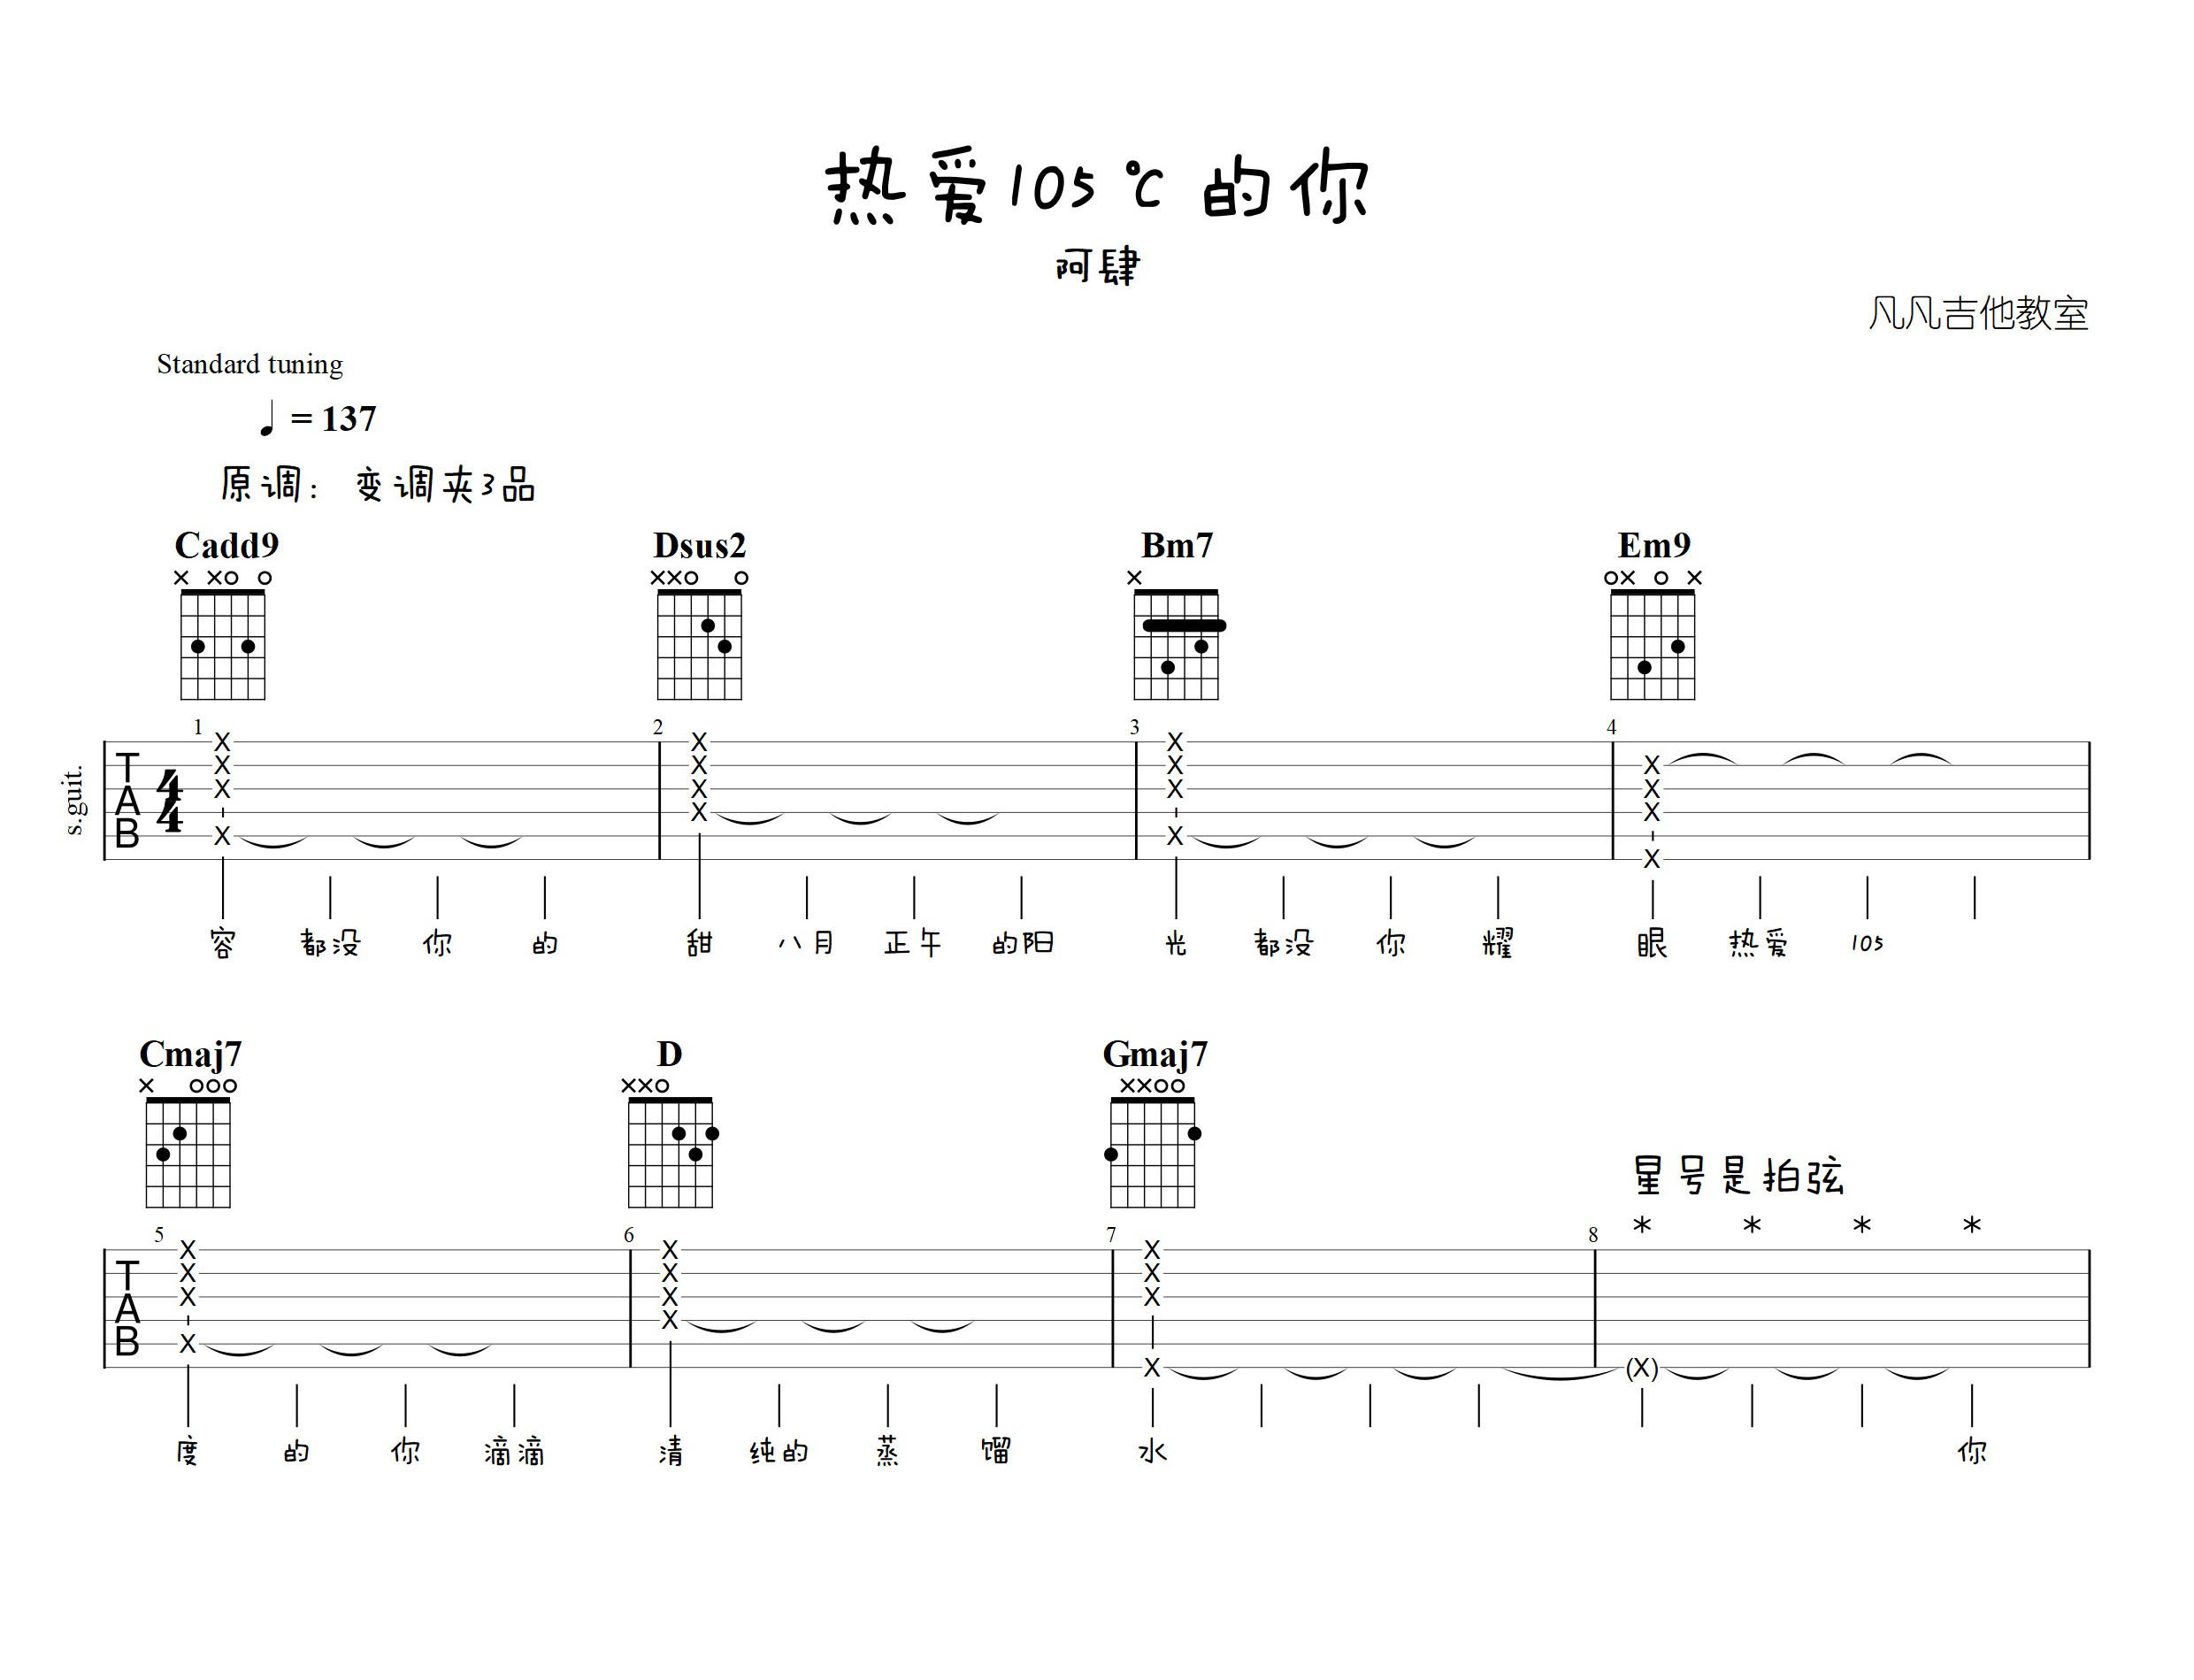 热爱105℃的你
阿肆
凡凡吉他教室
Standard tuning
= 137
原调: 变调夹3品
Cadd9 Dsus2 Bm7 Em9
1 2 3 4
s.guit.
TAB 4/4
容 都没 你 的 甜 八月 正午 的阳 光 都没 你 耀 眼 热爱 105
Cmaj7 D Gmaj7
星号是拍弦
* * * *
5 6 7 8
TAB
度 的 你 滴滴 清 纯的 蒸 馏 水 你